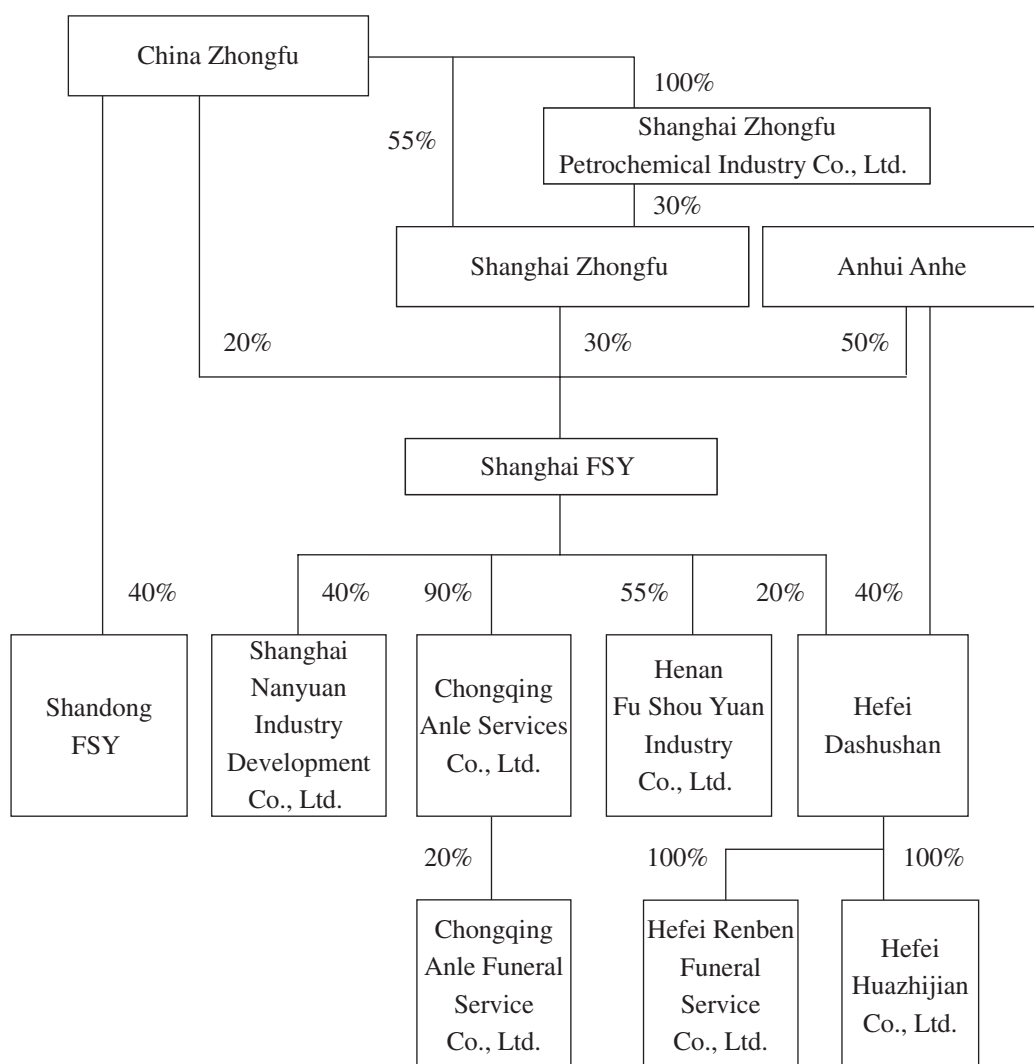 China Zhongfu
100%
55%
Shanghai Zhongfu
Petrochemical Industry Co., Ltd.
30%
Shanghai Zhongfu
Anhui Anhe
20%
30%
50%
Shanghai FSY
40%
40%
90%
55%
20%
40%
Shandong
FSY
Shanghai
Nanyuan
Industry
Development
Co., Ltd.
Chongqing
Anle Services
Co., Ltd.
Henan
Fu Shou Yuan
Industry
Co., Ltd.
Hefei
Dashushan
20%
100%
100%
Chongqing
Anle Funeral
Service
Co., Ltd.
Hefei Renben
Funeral
Service
Co., Ltd.
Hefei
Huazhijian
Co., Ltd.